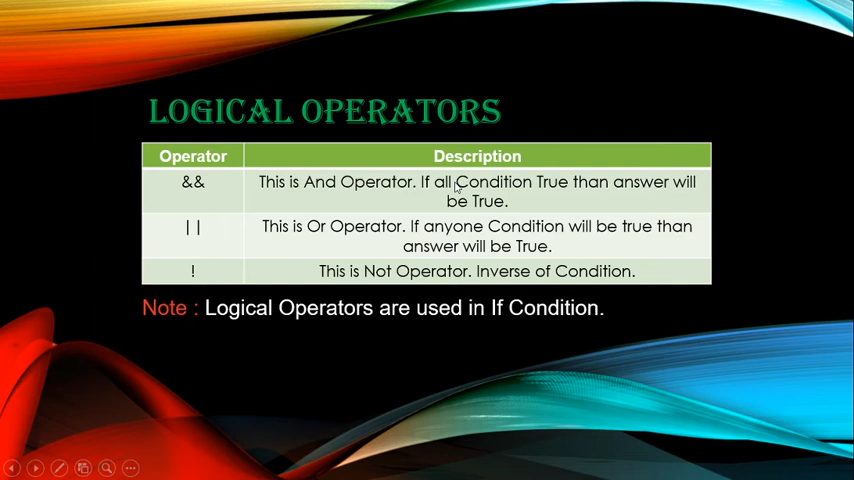 LOGICAL OPERATORS
Operator Description
&& This is And Operator. If all Condition True than answer will
be True.
|| This is Or Operator. If anyone Condition will be true than
answer will be True.
! This is Not Operator. Inverse of Condition.
Note : Logical Operators are used in If Condition.